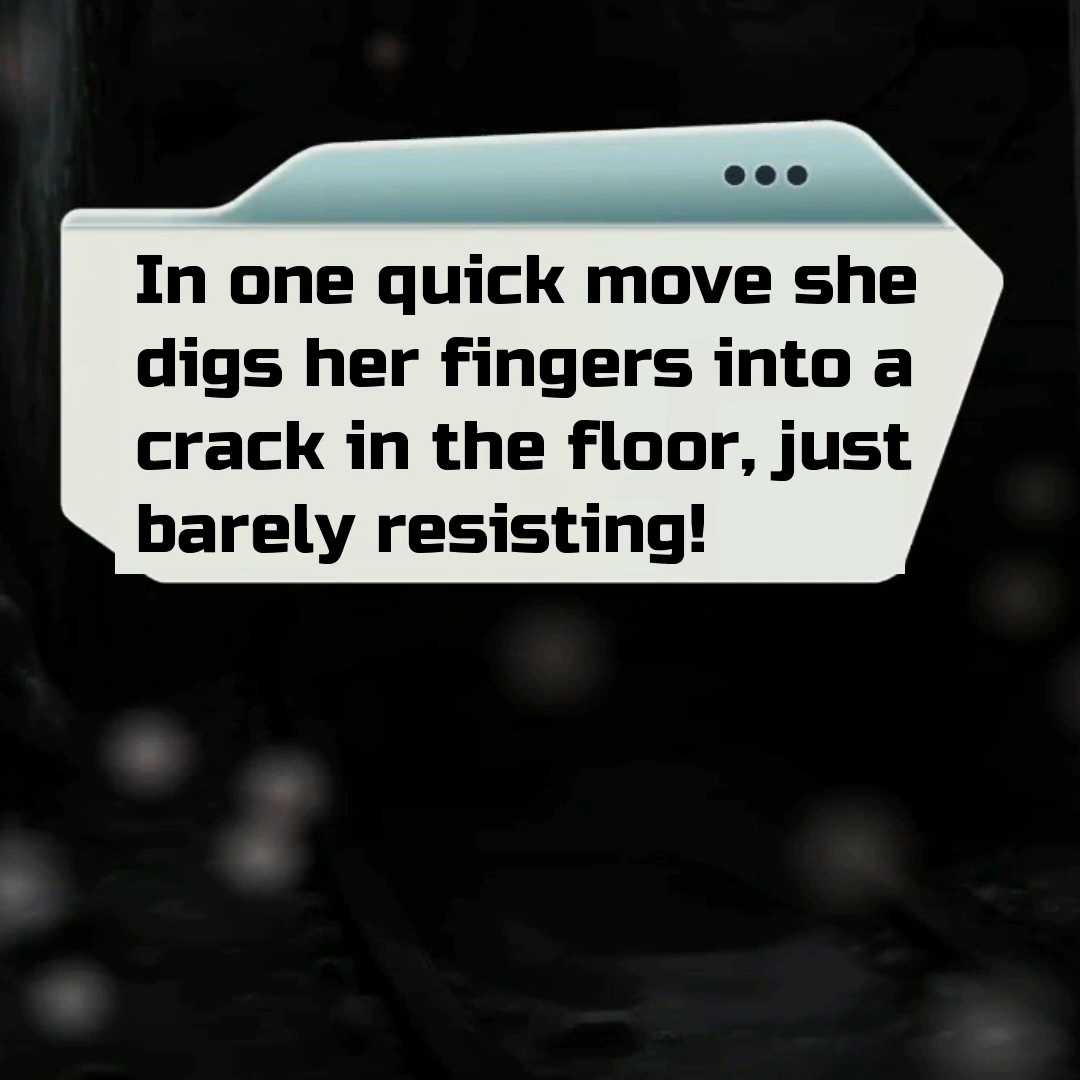 In one quick move she
digs her fingers into a
crack in the floor, just
barely resisting!